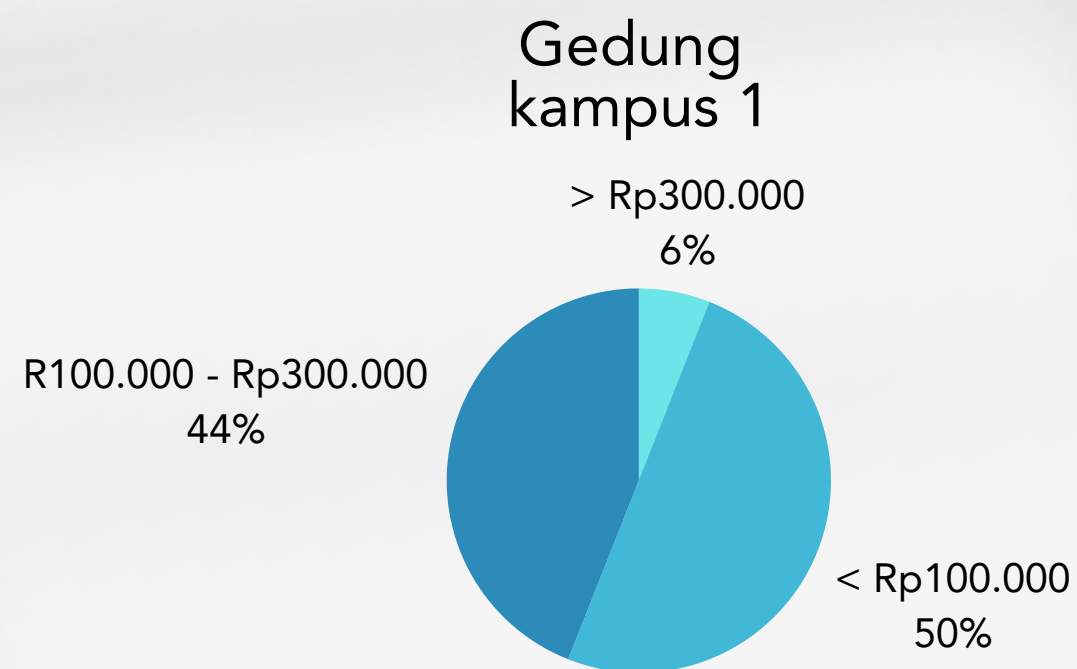 Gedung
kampus 1
> Rp300.000
6%
R100.000 - Rp300.000
44%
< Rp100.000
50%